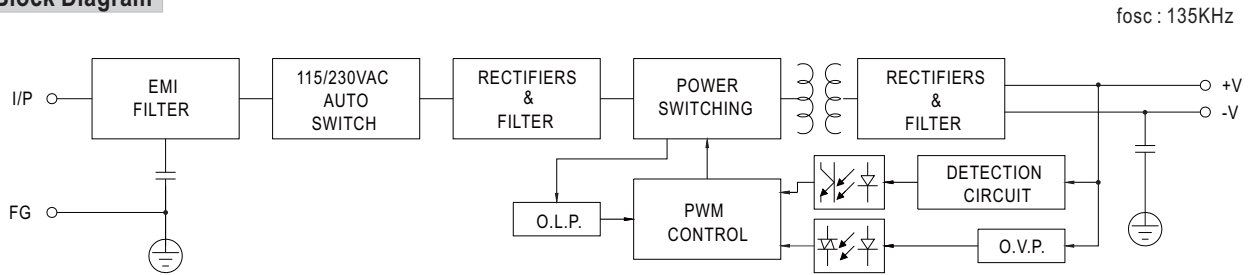 Block Diagram
fosc : 135KHz
I/P
EMI
FILTER
115/230VAC
AUTO
SWITCH
RECTIFIERS
&
FILTER
POWER
SWITCHING
RECTIFIERS
&
FILTER
+V
-V
DETECTION
CIRCUIT
FG
O.L.P.
PWM
CONTROL
O.V.P.